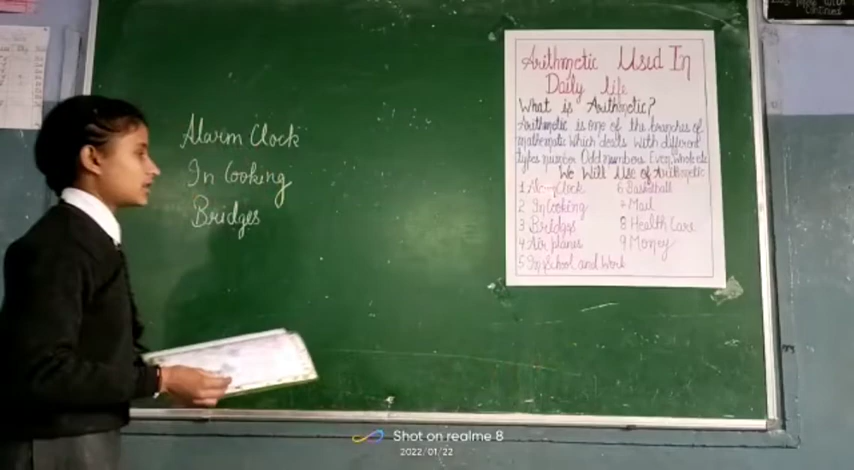 Alarm Clock
In Cooking
Bridges
Arithmetic Used In
Daily life
What is Arithmetic?
Arithmetic is one of the branches of
mathematic which deals with different
types number Odd numbers Even, Whole etc
We Will Use of Arithmetic
1 Clock
2 In Cooking
3 Bridges
4 Air planes
5 In School and Work
6 Basketball
7 Mail
8 Health Care
9 Money
Shot on realme 8
2022/01/22